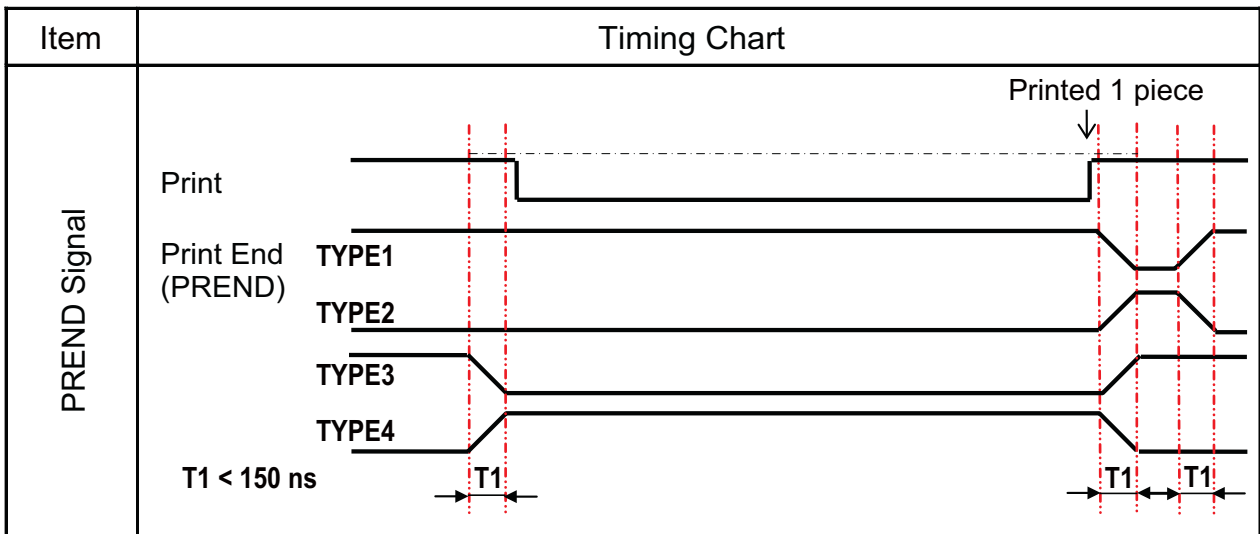 Item
Timing Chart
PREND Signal
Printed 1 piece
Print
Print End
(PREND)
TYPE1
TYPE2
TYPE3
TYPE4
T1 < 150 ns
T1
T1
T1